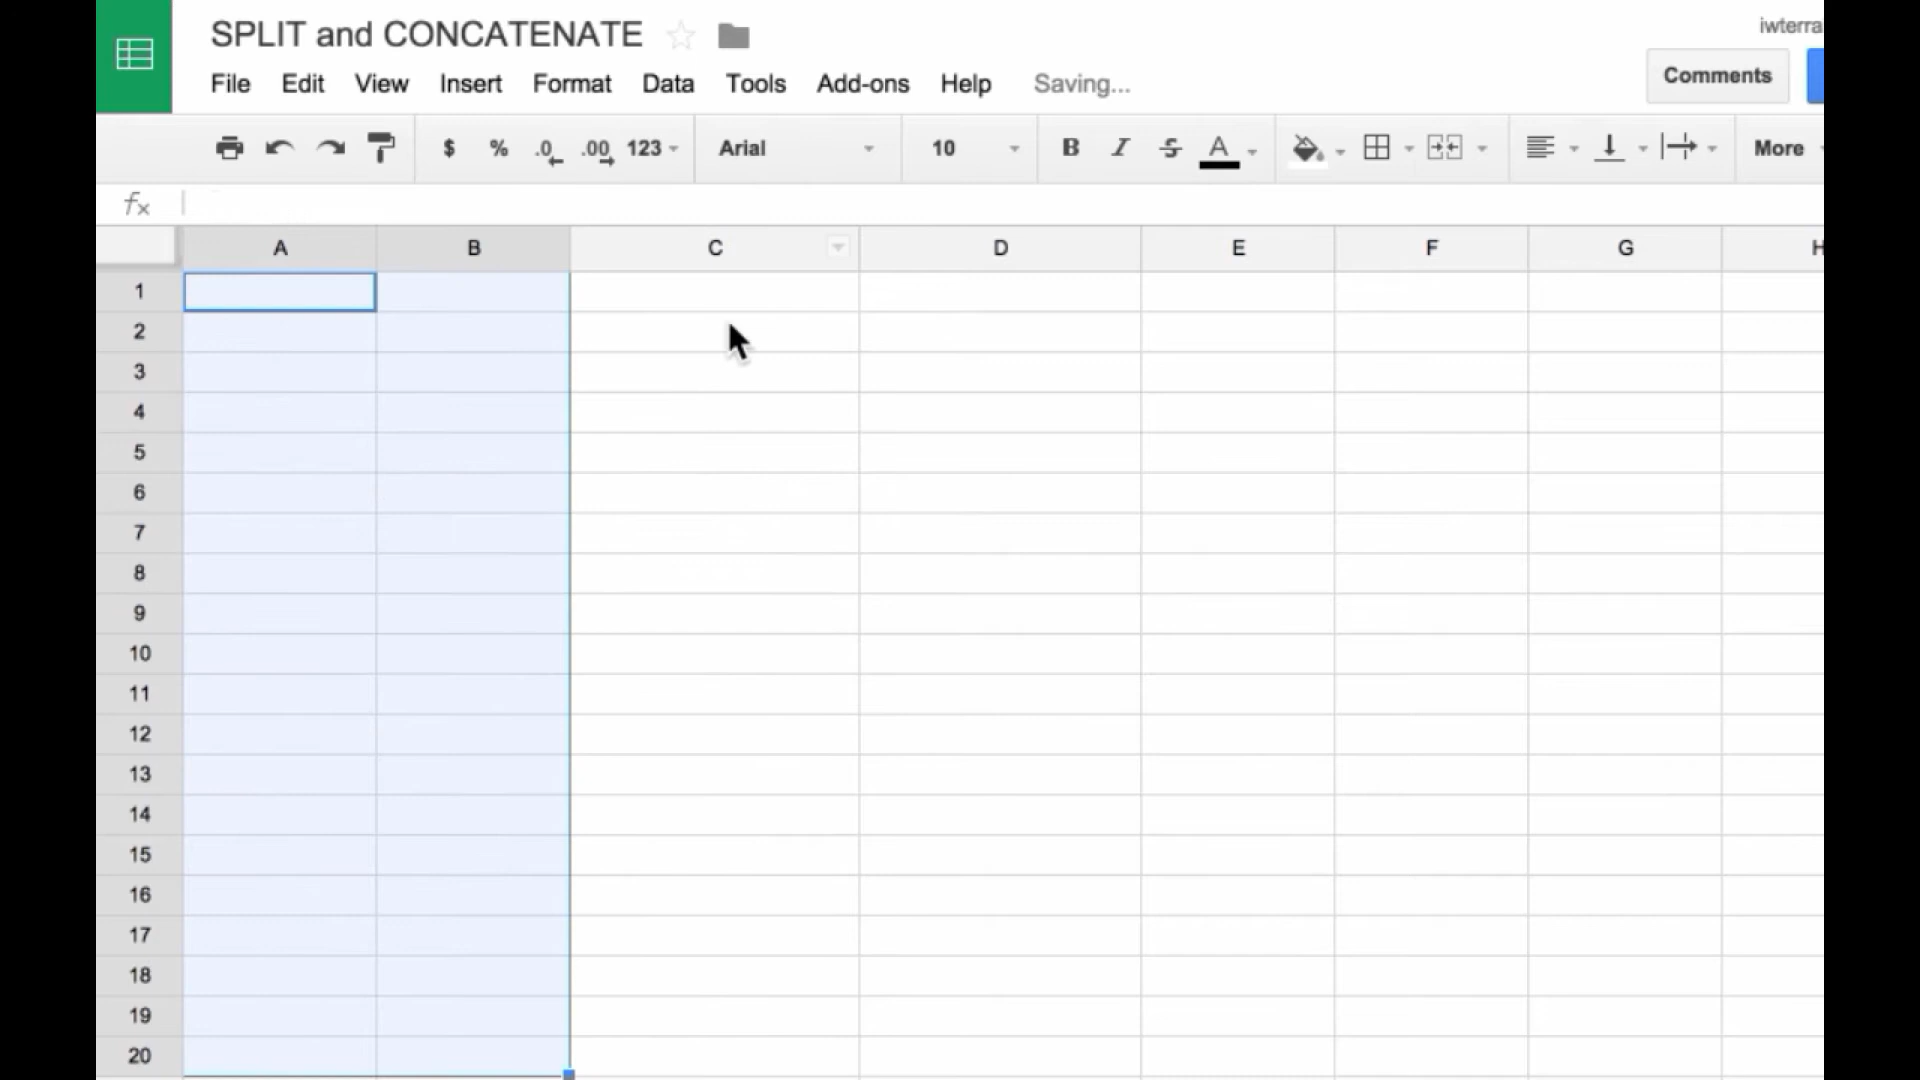 SPLIT and CONCATENATE
iwterra
File Edit View Insert Format Data Tools Add-ons Help Saving...
Comments
$ % .0 .00 123 Arial 10 B I S A More
fx
A B C D E F G H
1
2
3
4
5
6
7
8
9
10
11
12
13
14
15
16
17
18
19
20